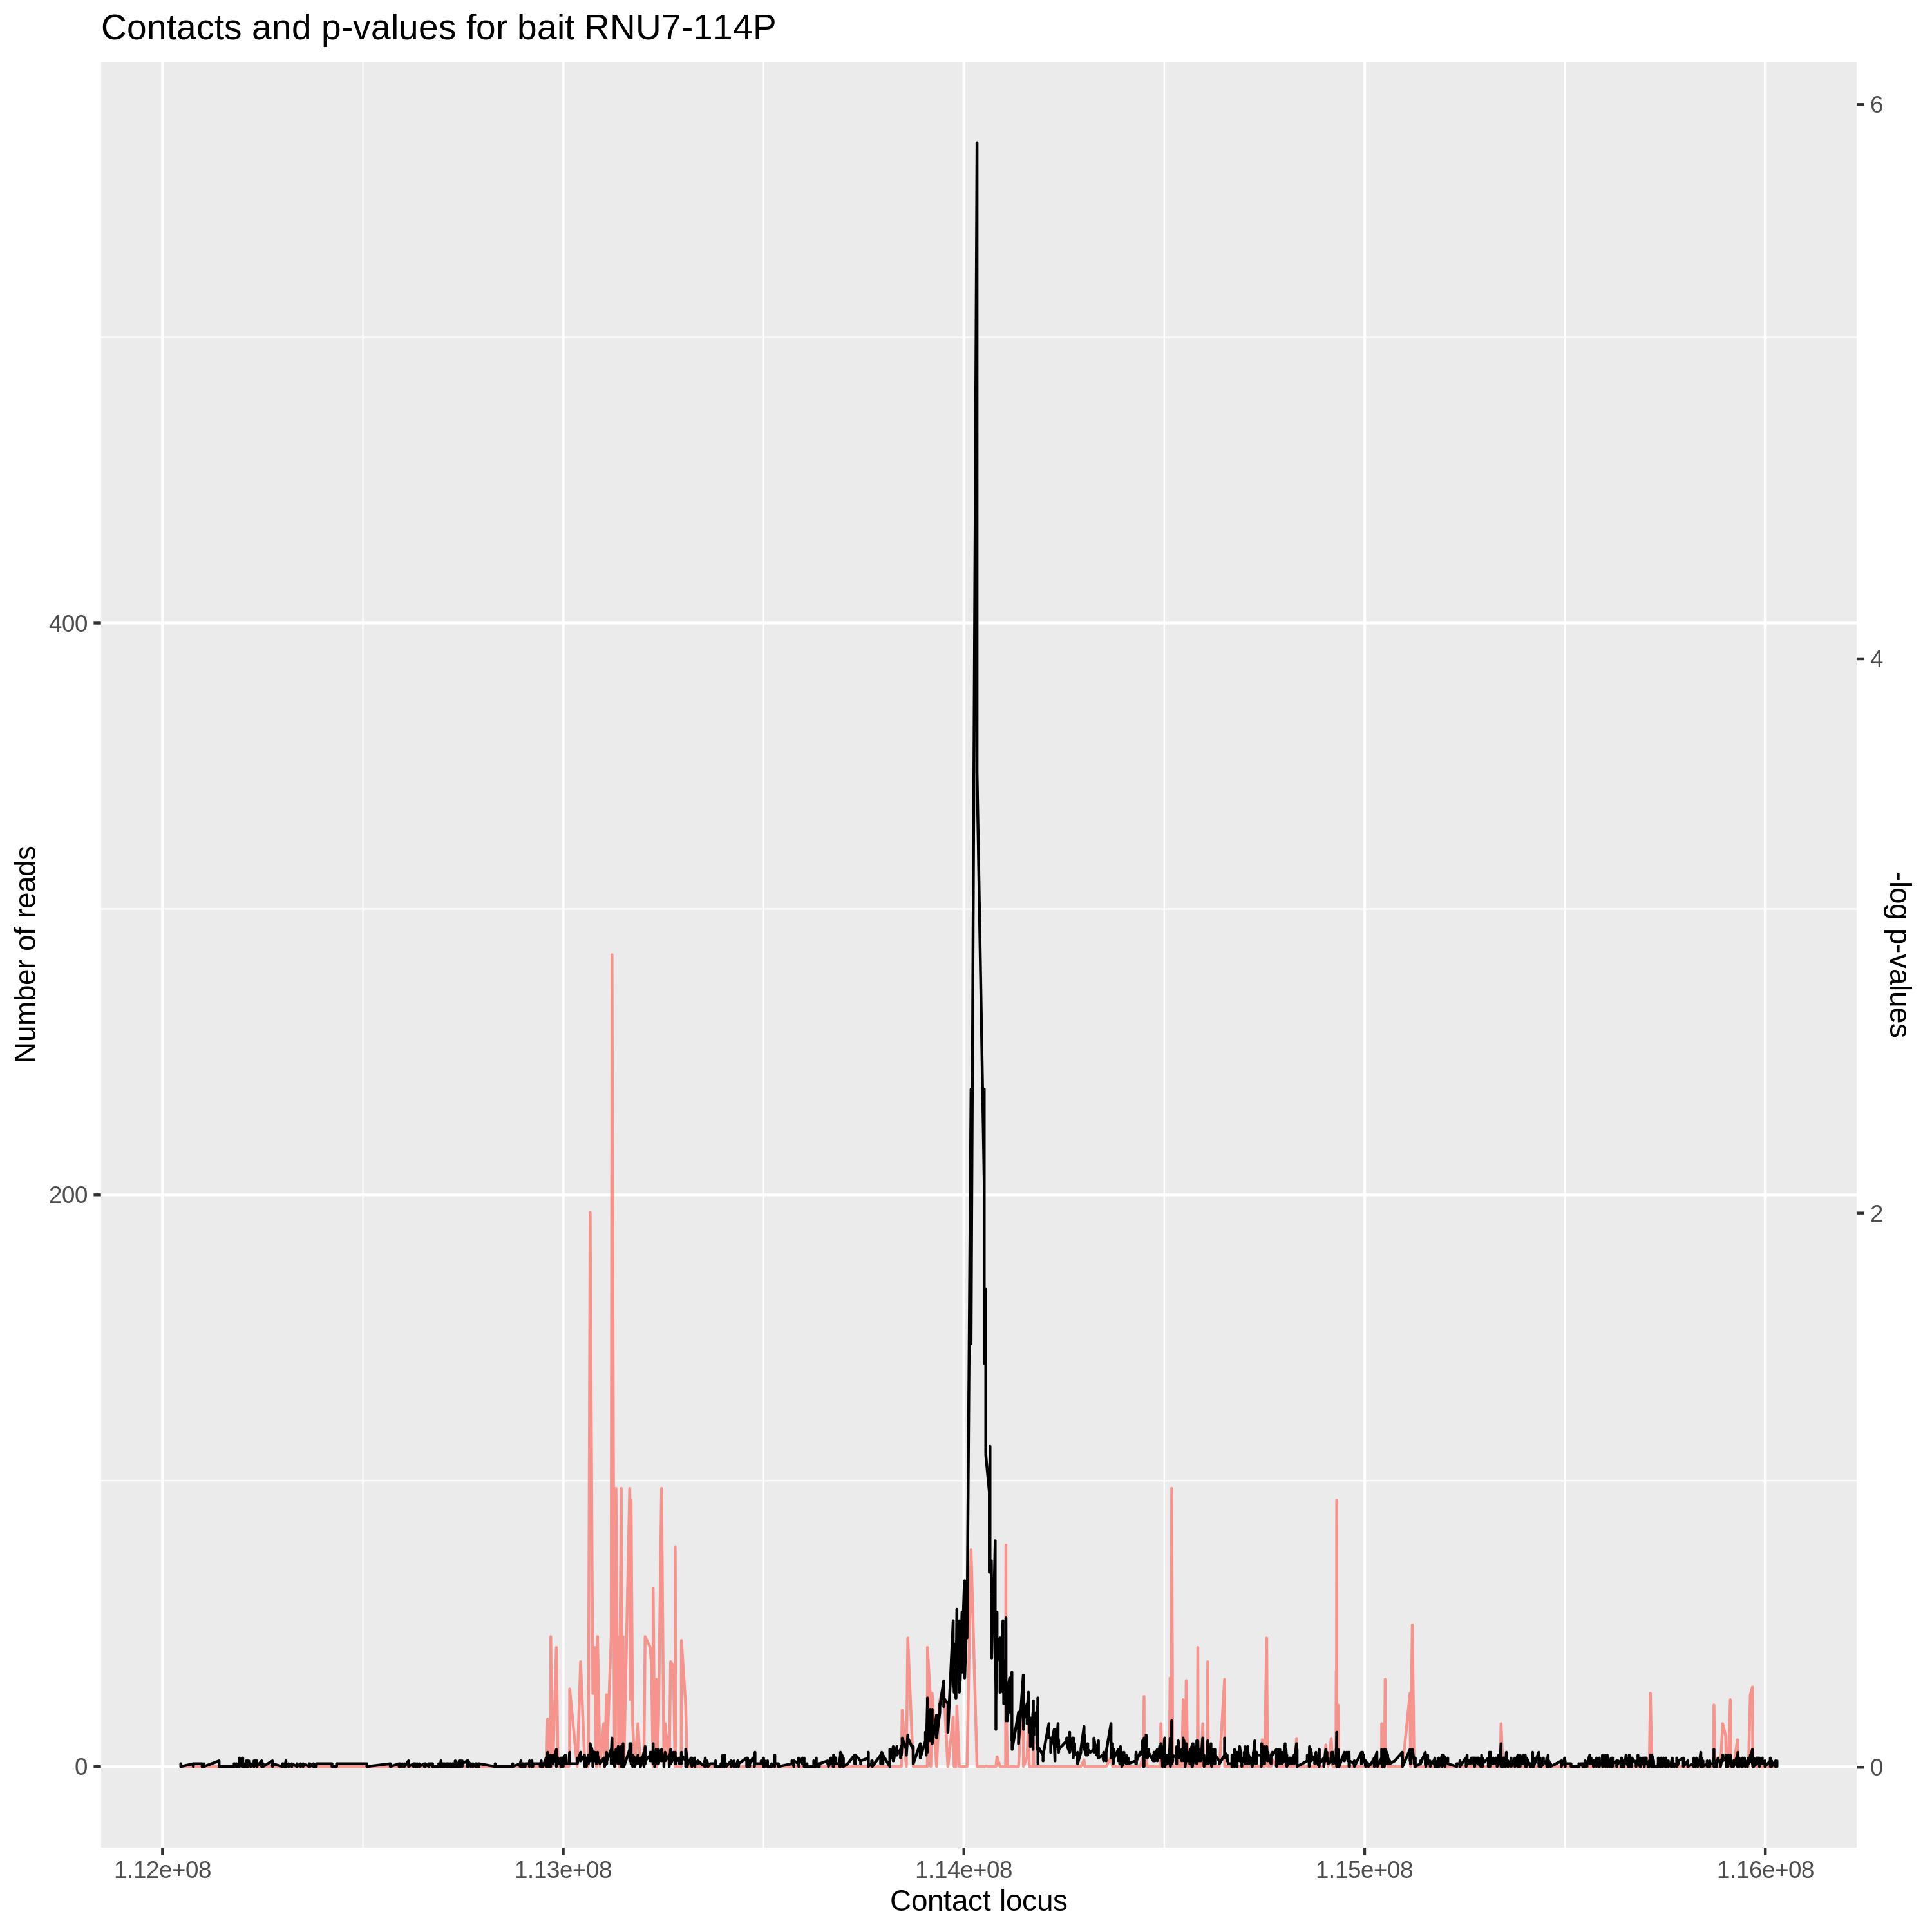 Contacts and p-values for bait RNU7-114P
Number of reads
400
200
0
6
4
2
0
-log p-values
1.12e+08 1.13e+08 1.14e+08 1.15e+08 1.16e+08
Contact locus